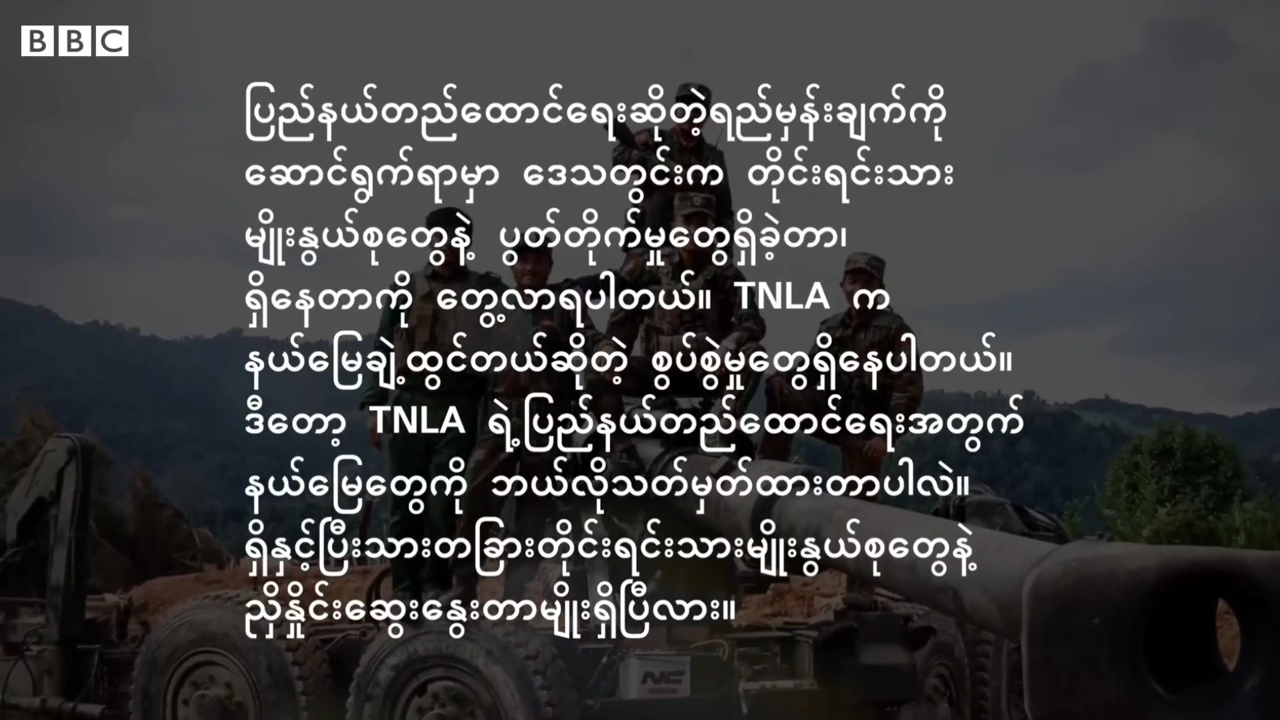 BBC
ပြည်နယ်တည်ထောင်ရေးဆိုတဲ့ရည်မှန်းချက်ကို
ဆောင်ရွက်ရာမှာ ဒေသတွင်းက တိုင်းရင်းသား
မျိုးနွယ်စုတွေနဲ့ ပွတ်တိုက်မှုတွေရှိခဲ့တာ၊
ရှိနေတာကို တွေ့လာရပါတယ်။ TNLA က
နယ်မြေချဲ့ထွင်တယ်ဆိုတဲ့ စွပ်စွဲမှုတွေရှိနေပါတယ်။
ဒီတော့ TNLA ရဲ့ပြည်နယ်တည်ထောင်ရေးအတွက်
နယ်မြေတွေကို ဘယ်လိုသတ်မှတ်ထားတာပါလဲ။
ရှိနှင့်ပြီးသားတခြားတိုင်းရင်းသားမျိုးနွယ်စုတွေနဲ့
ညှိနှိုင်းဆွေးနွေးတာမျိုးရှိပြီလား။
NC